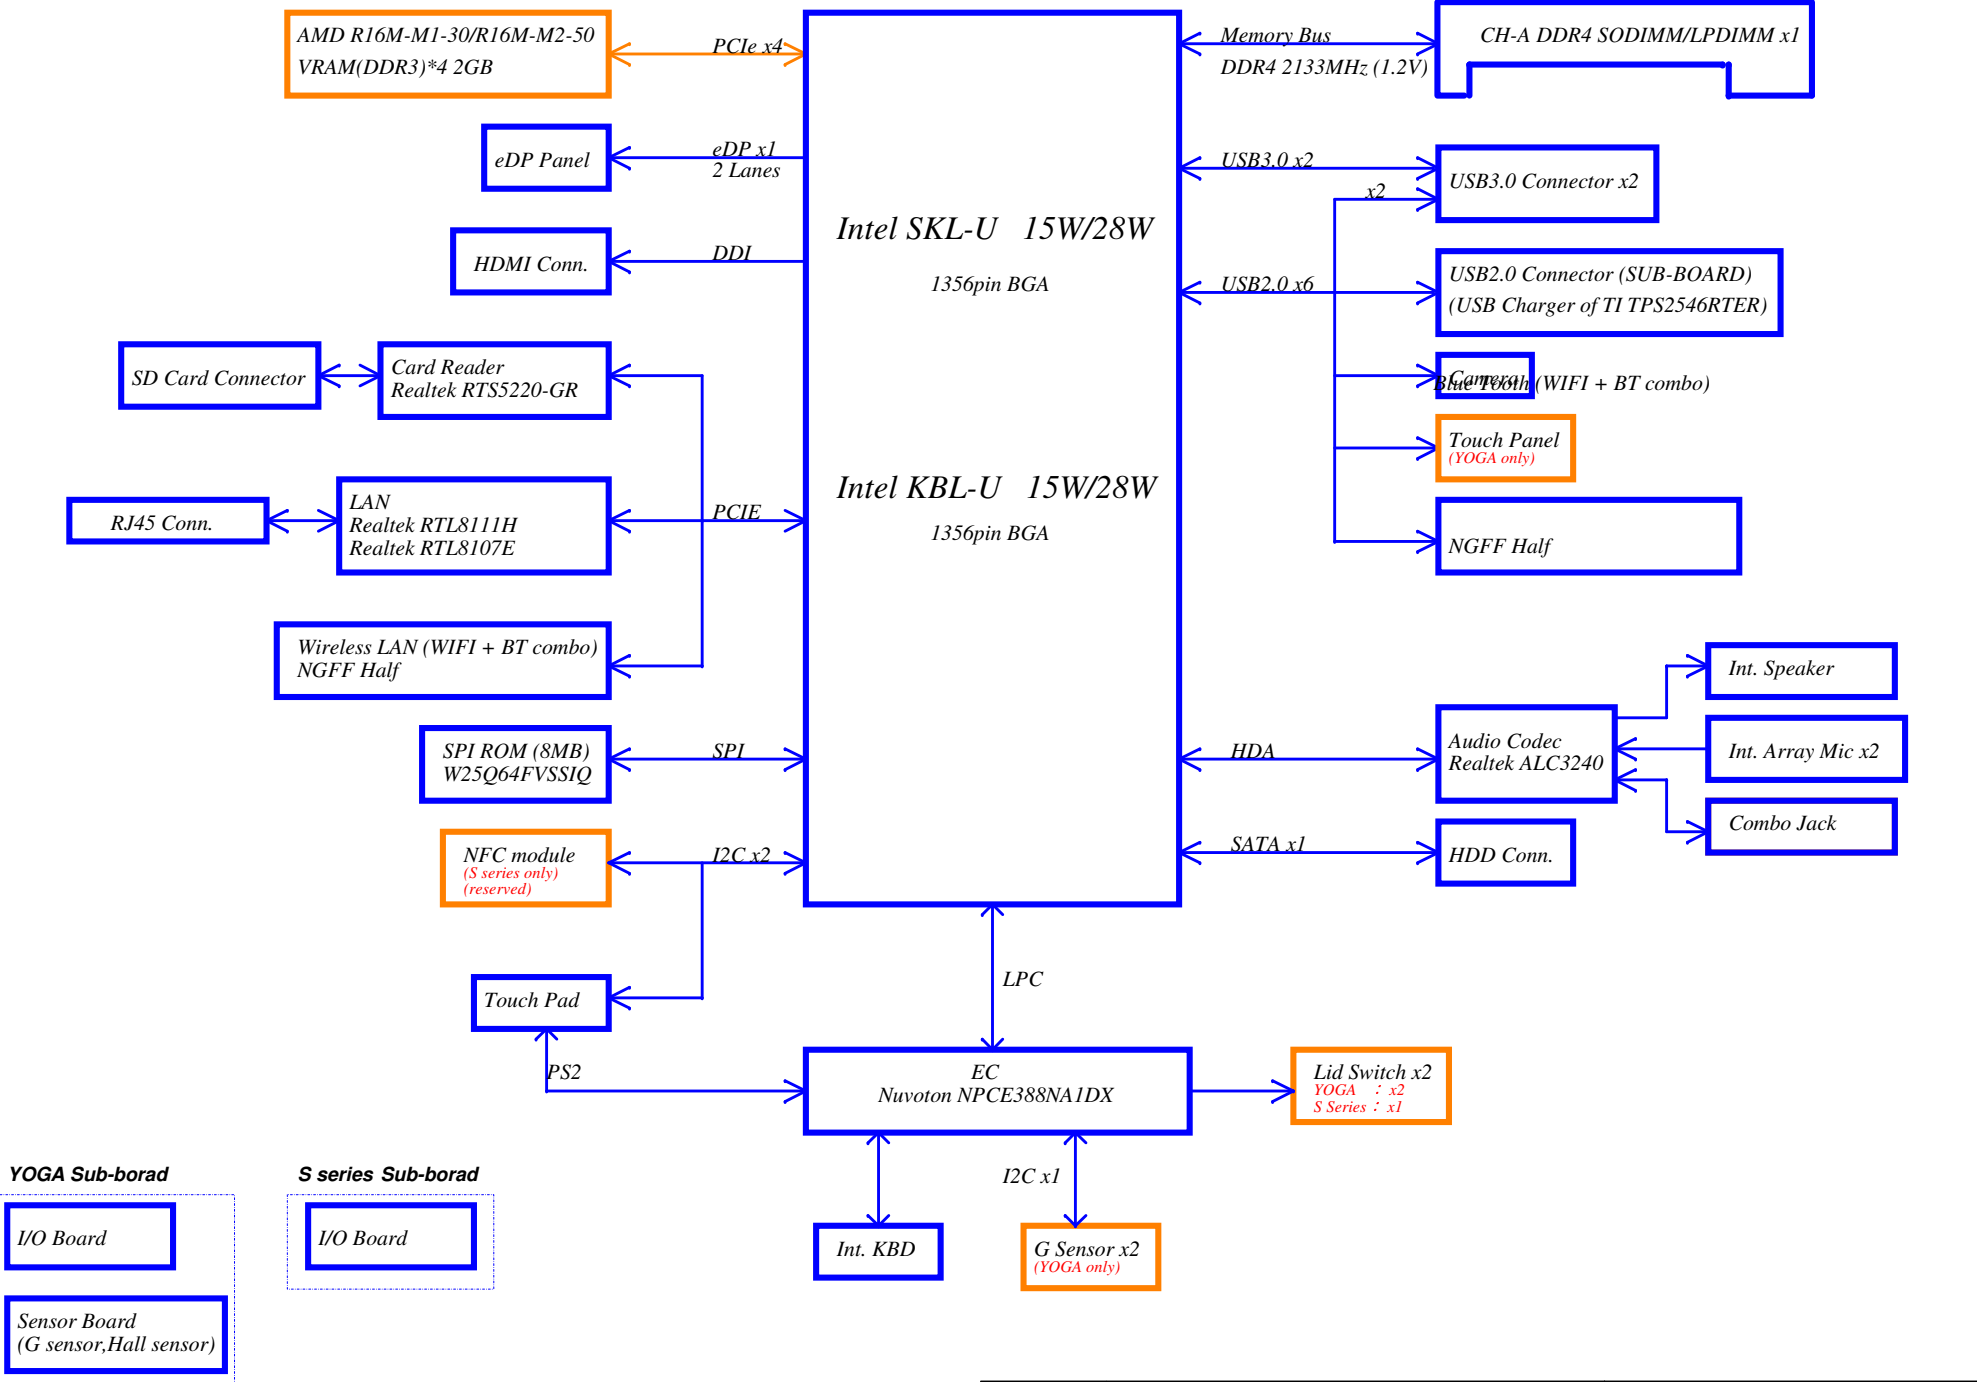 AMD R16M-M1-30/R16M-M2-50
VRAM(DDR3)*4 2GB
PCIe x4
Memory Bus
DDR4 2133MHz (1.2V)
CH-A DDR4 SODIMM/LPDIMM x1
eDP Panel
eDP x1
2 Lanes
USB3.0 x2
x2
USB3.0 Connector x2
HDMI Conn.
DDI
Intel SKL-U 15W/28W
1356pin BGA
USB2.0 x6
USB2.0 Connector (SUB-BOARD)
(USB Charger of TI TPS2546RTER)
SD Card Connector
Card Reader
Realtek RTS5220-GR
Camera
Blue Tooth (WIFI + BT combo)
Touch Panel
(YOGA only)
RJ45 Conn.
LAN
Realtek RTL8111H
Realtek RTL8107E
PCIE
Intel KBL-U 15W/28W
1356pin BGA
NGFF Half
Wireless LAN (WIFI + BT combo)
NGFF Half
Int. Speaker
SPI ROM (8MB)
W25Q64FVSSIQ
SPI
HDA
Audio Codec
Realtek ALC3240
Int. Array Mic x2
Combo Jack
NFC module
(S series only)
(reserved)
I2C x2
SATA x1
HDD Conn.
Touch Pad
LPC
PS2
EC
Nuvoton NPCE388NA1DX
Lid Switch x2
YOGA : x2
S Series : x1
YOGA Sub-borad
S series Sub-borad
I2C x1
I/O Board
I/O Board
Int. KBD
G Sensor x2
(YOGA only)
Sensor Board
(G sensor,Hall sensor)